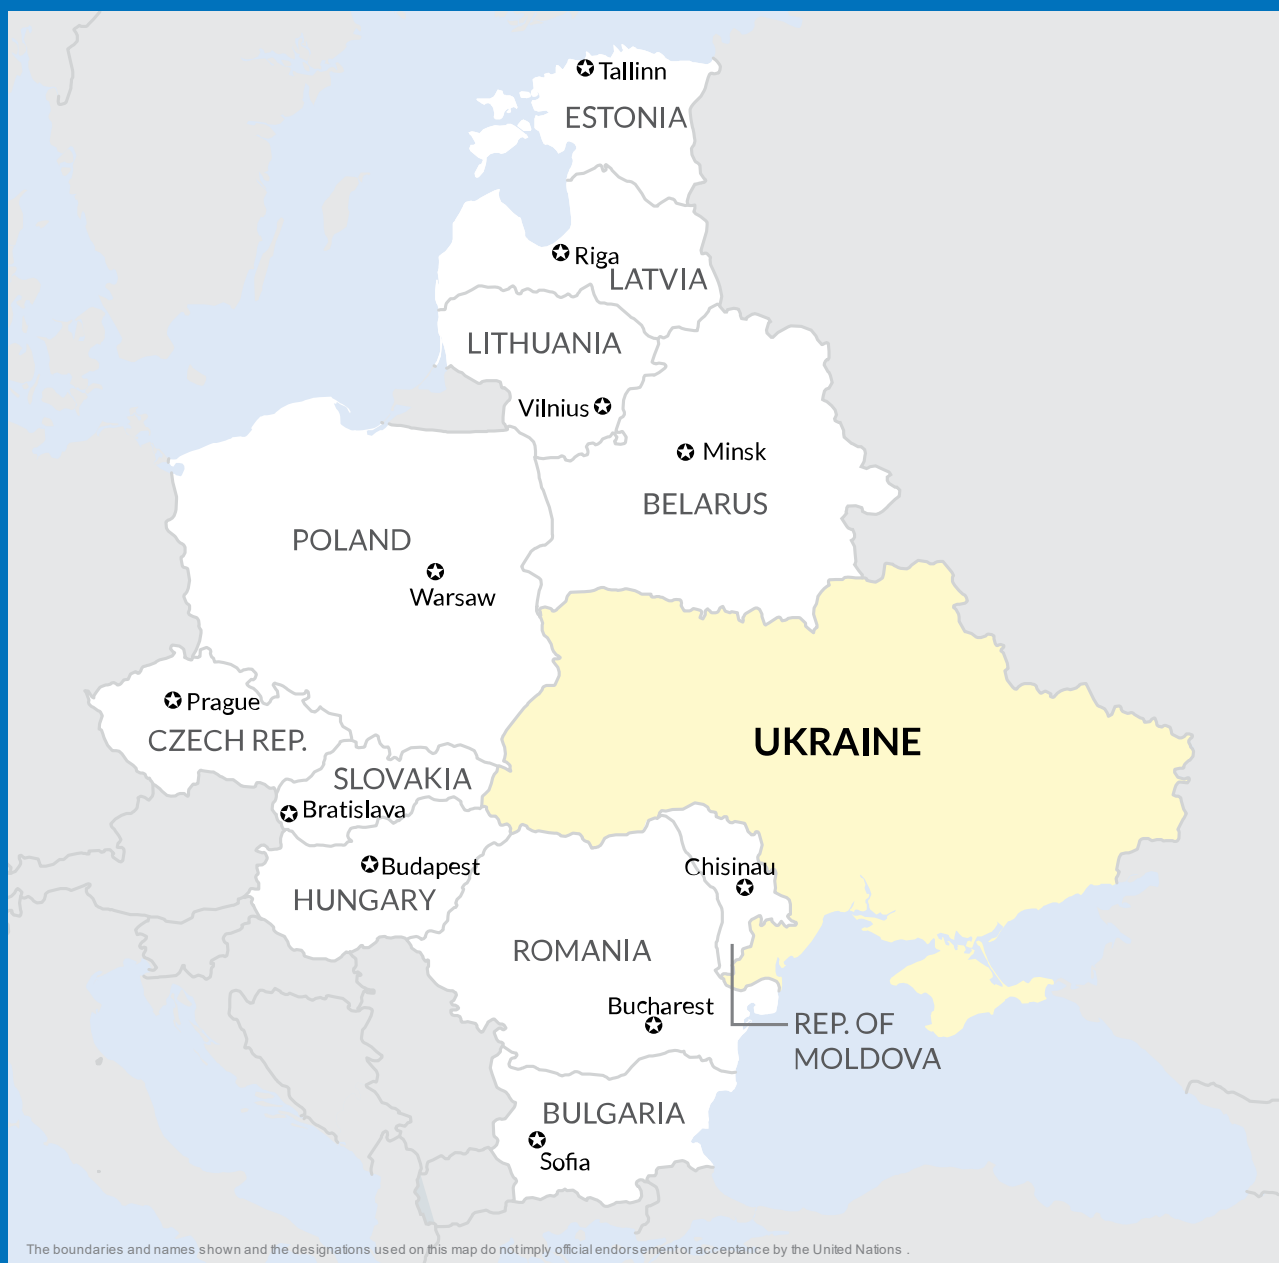 Tallinn
ESTONIA
Riga
LATVIA
LITHUANIA
Vilnius
Minsk
BELARUS
POLAND
Warsaw
Prague
CZECH REP.
UKRAINE
SLOVAKIA
Bratislava
Budapest
HUNGARY
Chisinau
ROMANIA
Bucharest
REP. OF
MOLDOVA
BULGARIA
Sofia
The boundaries and names shown and the designations used on this map do not imply official endorsement or acceptance by the United Nations .